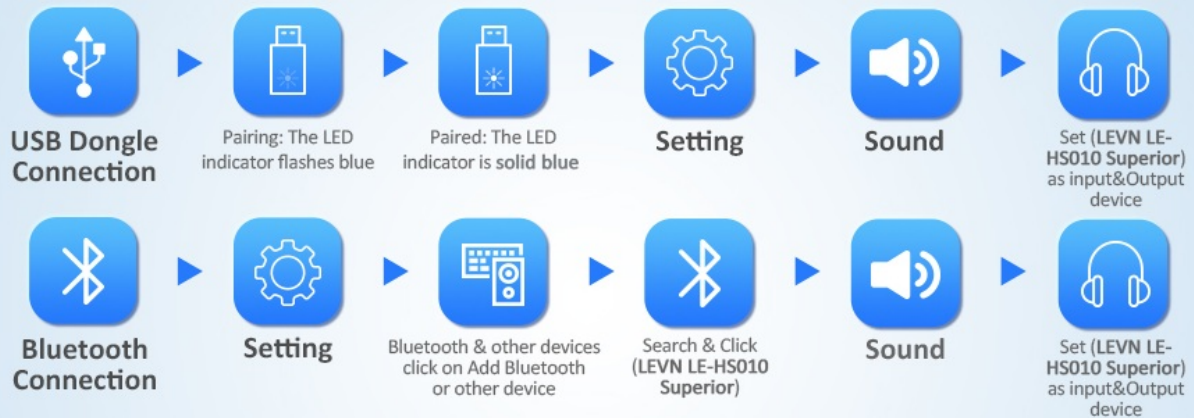 USB Dongle
Connection
Pairing: The LED
indicator flashes blue
Paired: The LED
indicator is solid blue
Setting
Sound
Set (LEVN LE-
HS010 Superior)
as input&Output
device
Bluetooth
Connection
Setting
Bluetooth & other devices
click on Add Bluetooth
or other device
Search & Click
(LEVN LE-HS010
Superior)
Sound
Set (LEVN LE-
HS010 Superior)
as input&Output
device